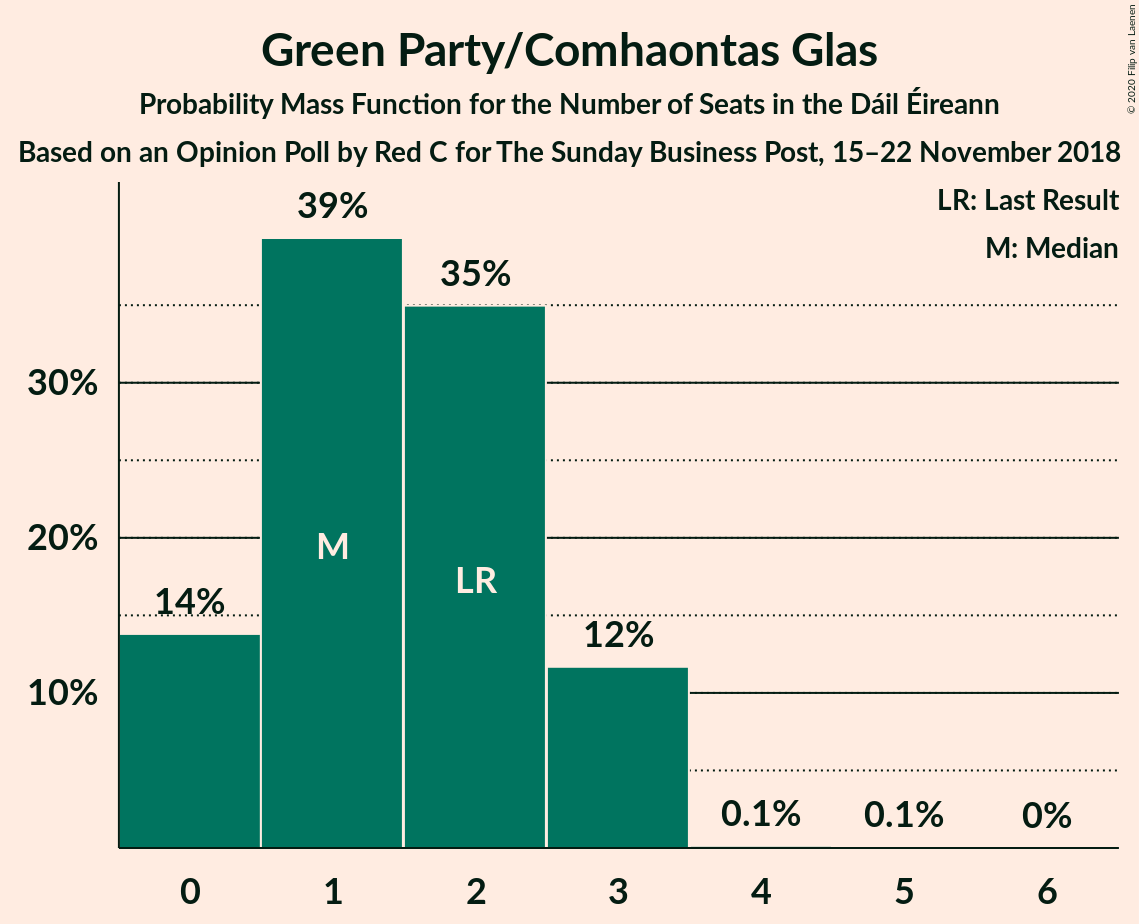 Green Party/Comhaontas Glas
Probability Mass Function for the Number of Seats in the Dáil Éireann
Based on an Opinion Poll by Red C for The Sunday Business Post, 15–22 November 2018
© 2020 Filip van Laenen
LR: Last Result
M: Median
39%
35%
30%
20%
M
LR
14%
12%
10%
0.1%
0.1%
0%
0 1 2 3 4 5 6